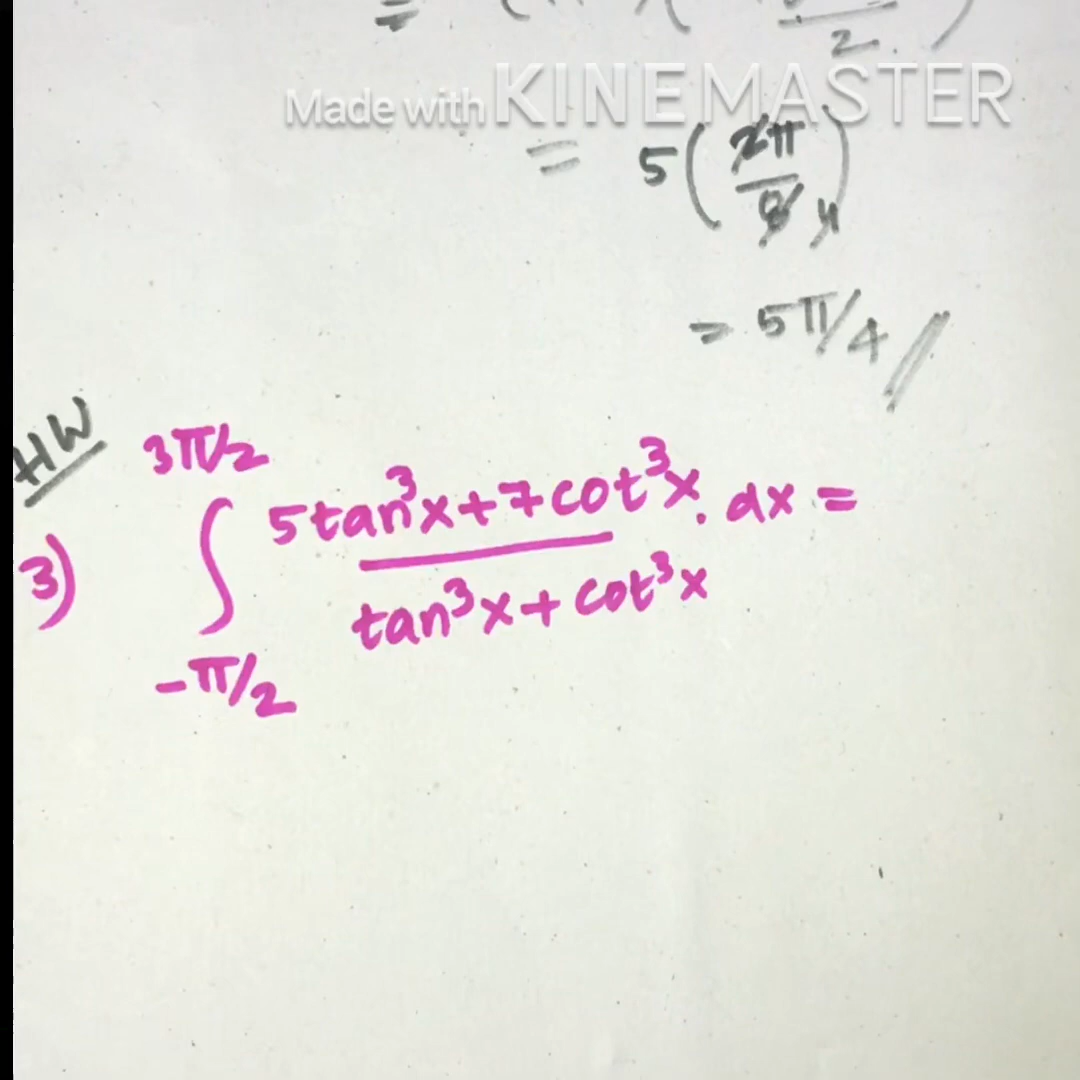 =
2
Made with KINEMASTER
= 5(2π/8 4)
= 5π/4 //
HW
3) ∫ 3π/2 -π/2 5tan³x+7cot³x. dx =
tan³x+cot³x